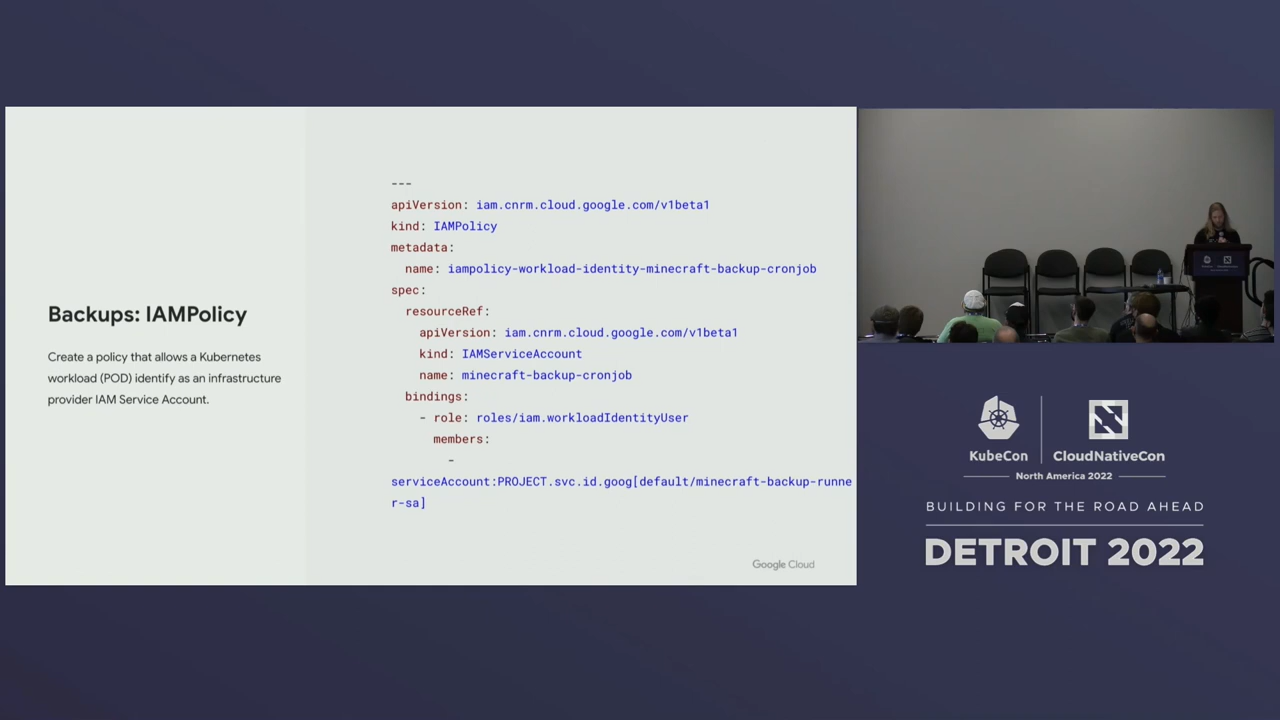 Backups: IAMPolicy
Create a policy that allows a Kubernetes
workload (POD) identify as an infrastructure
provider IAM Service Account.
---
apiVersion: iam.cnrm.cloud.google.com/v1beta1
kind: IAMPolicy
metadata:
  name: iampolicy-workload-identity-minecraft-backup-cronjob
spec:
  resourceRef:
    apiVersion: iam.cnrm.cloud.google.com/v1beta1
    kind: IAMServiceAccount
    name: minecraft-backup-cronjob
  bindings:
    - role: roles/iam.workloadIdentityUser
      members:
        -
serviceAccount:PROJECT.svc.id.goog[default/minecraft-backup-runne
r-sa]
Google Cloud
KubeCon
CloudNativeCon
North America 2022
BUILDING FOR THE ROAD AHEAD
DETROIT 2022